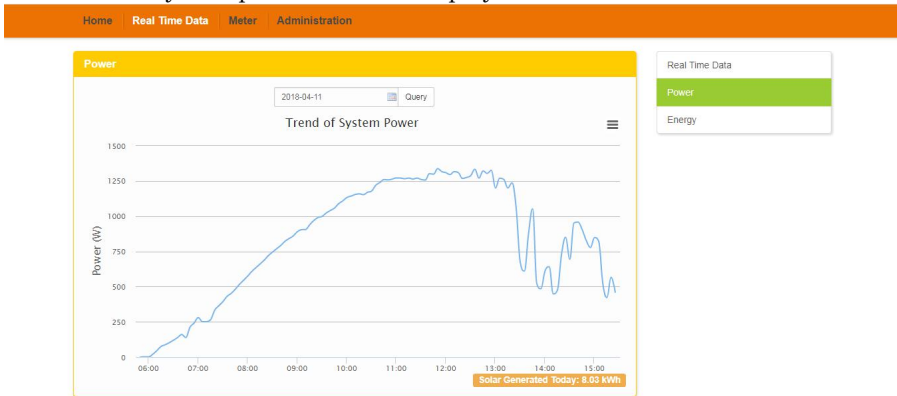 Home Real Time Data Meter Administration
Power
Real Time Data
Power
Energy
2018-04-11 Query
Trend of System Power
1500
1250
1000
750
500
250
0
Power (W)
06:00 07:00 08:00 09:00 10:00 11:00 12:00 13:00 14:00 15:00
Solar Generated Today: 8.03 kWh